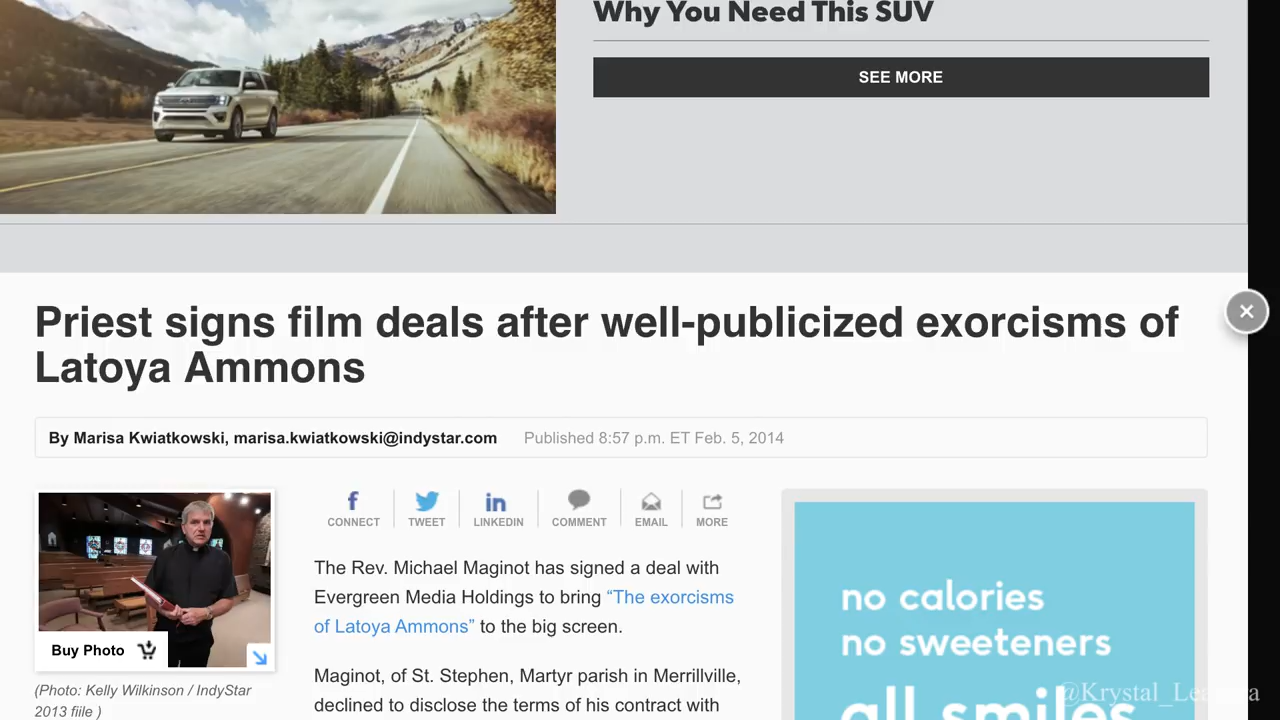 Why You Need This SUV
SEE MORE
Priest signs film deals after well-publicized exorcisms of
Latoya Ammons
By Marisa Kwiatkowski, marisa.kwiatkowski@indystar.com Published 8:57 p.m. ET Feb. 5, 2014
CONNECT TWEET LINKEDIN COMMENT EMAIL MORE
Buy Photo
(Photo: Kelly Wilkinson / IndyStar
2013 fiile )
The Rev. Michael Maginot has signed a deal with
Evergreen Media Holdings to bring “The exorcisms
of Latoya Ammons” to the big screen.
Maginot, of St. Stephen, Martyr parish in Merrillville,
declined to disclose the terms of his contract with
no calories
no sweeteners
all smiles